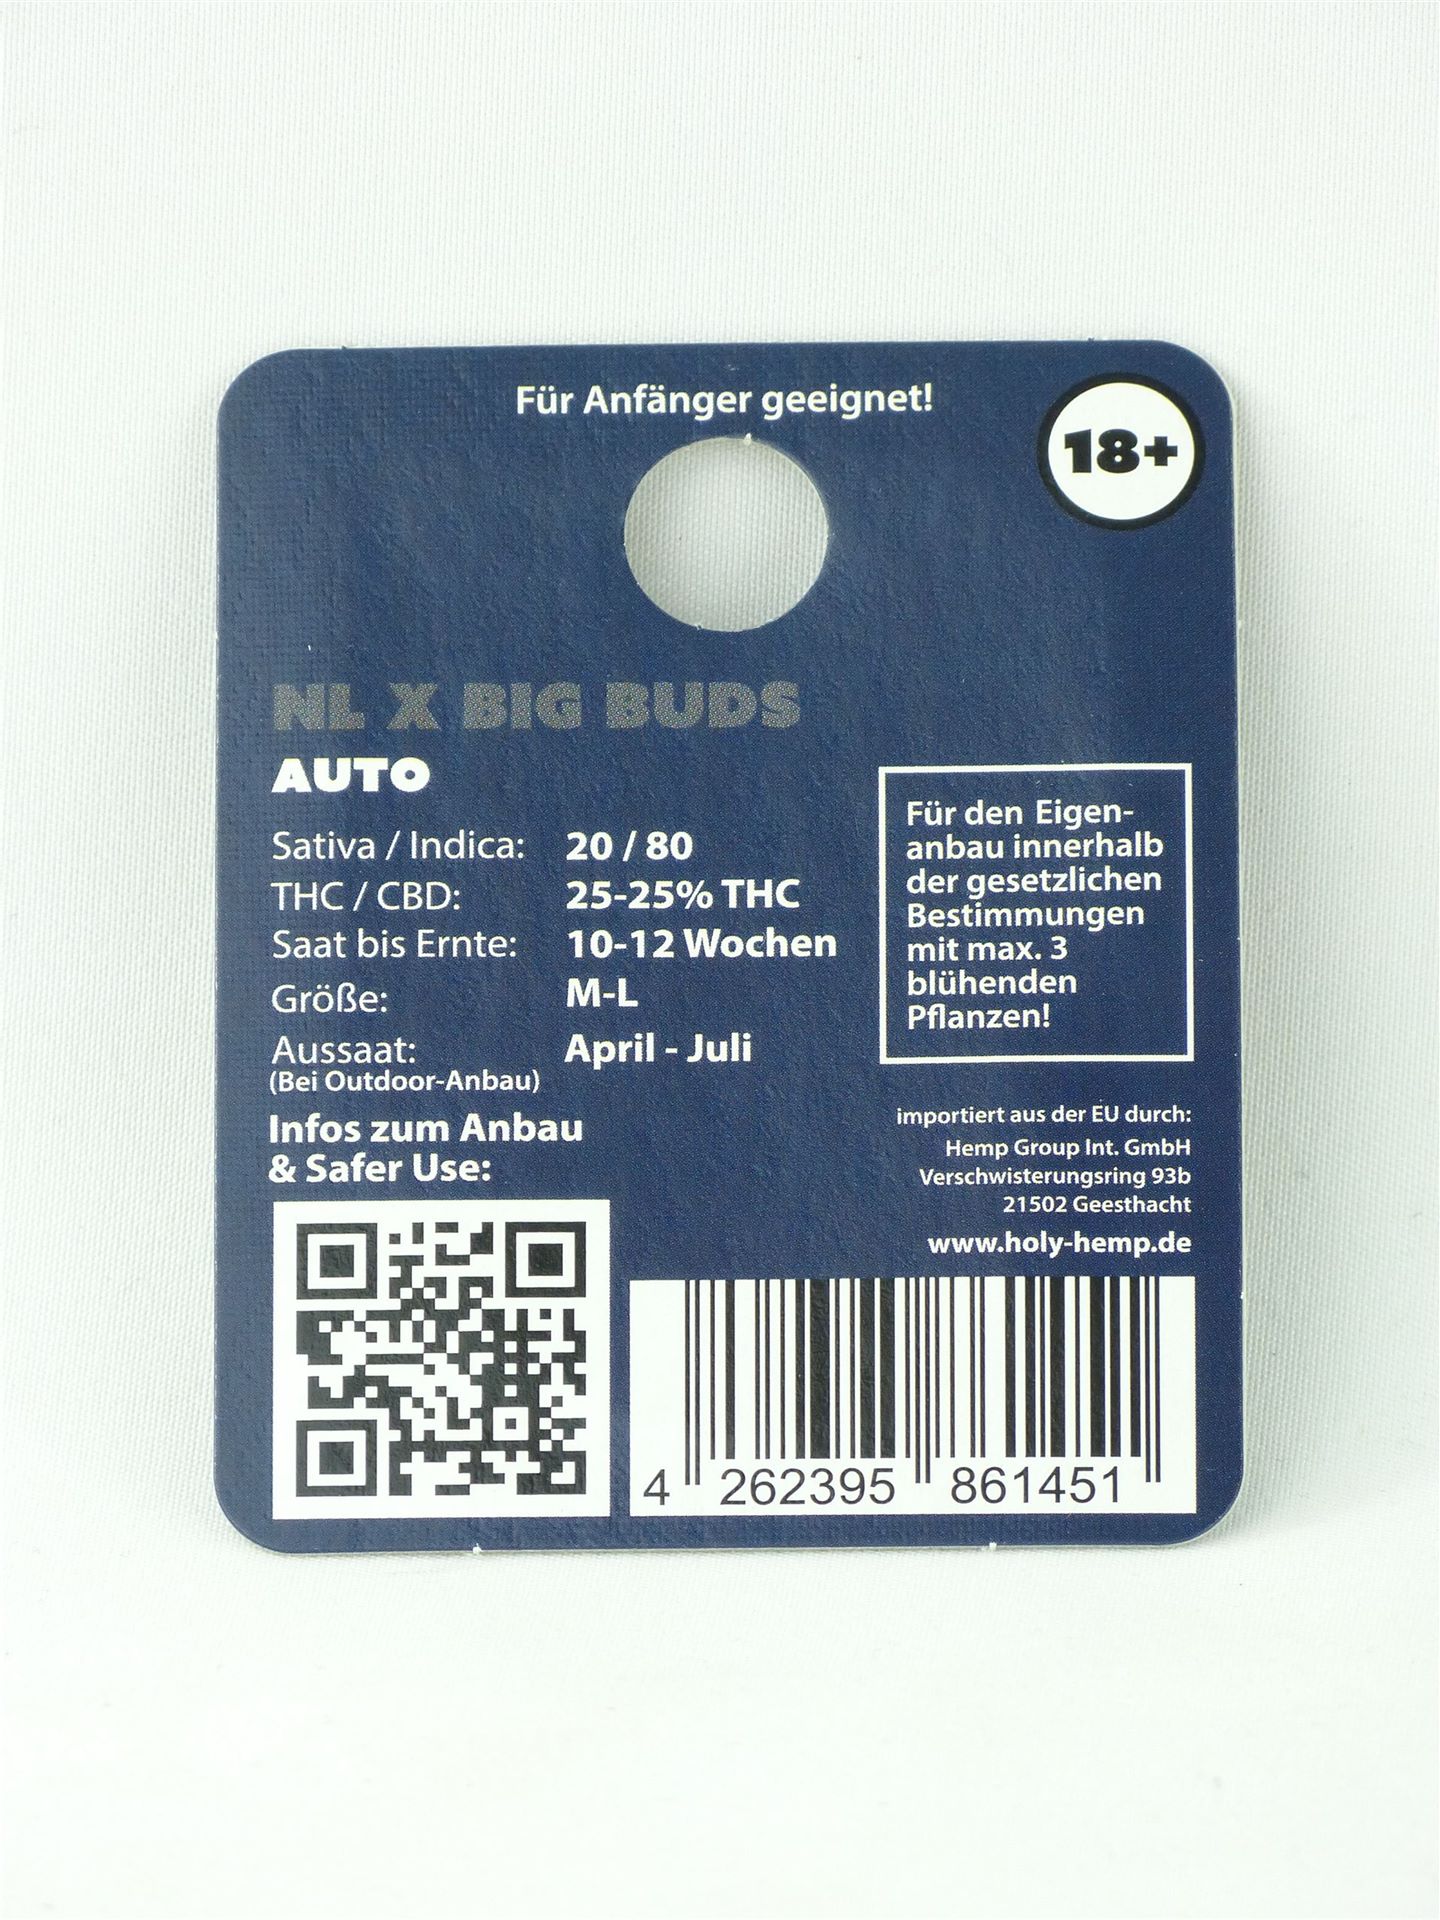 Für Anfänger geeignet!
18+
NL X BIG BUDS
AUTO
Sativa / Indica: 20 / 80
THC / CBD: 25-25% THC
Saat bis Ernte: 10-12 Wochen
Größe: M-L
Aussaat: April - Juli
(Bei Outdoor-Anbau)
Infos zum Anbau
& Safer Use:
Für den Eigen-
anbau innerhalb
der gesetzlichen
Bestimmungen
mit max. 3
blühenden
Pflanzen!
importiert aus der EU durch:
Hemp Group Int. GmbH
Verschwisterungsring 93b
21502 Geesthacht
www.holy-hemp.de
4 262395 861451